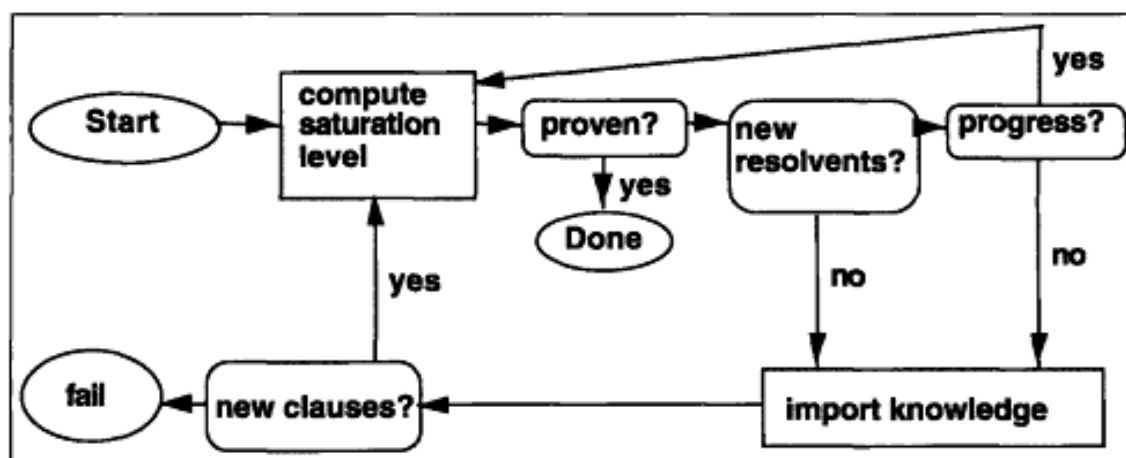 yes
Start
compute
saturation
level
proven?
new
resolvents?
progress?
yes
Done
no
no
yes
fail
new clauses?
import knowledge